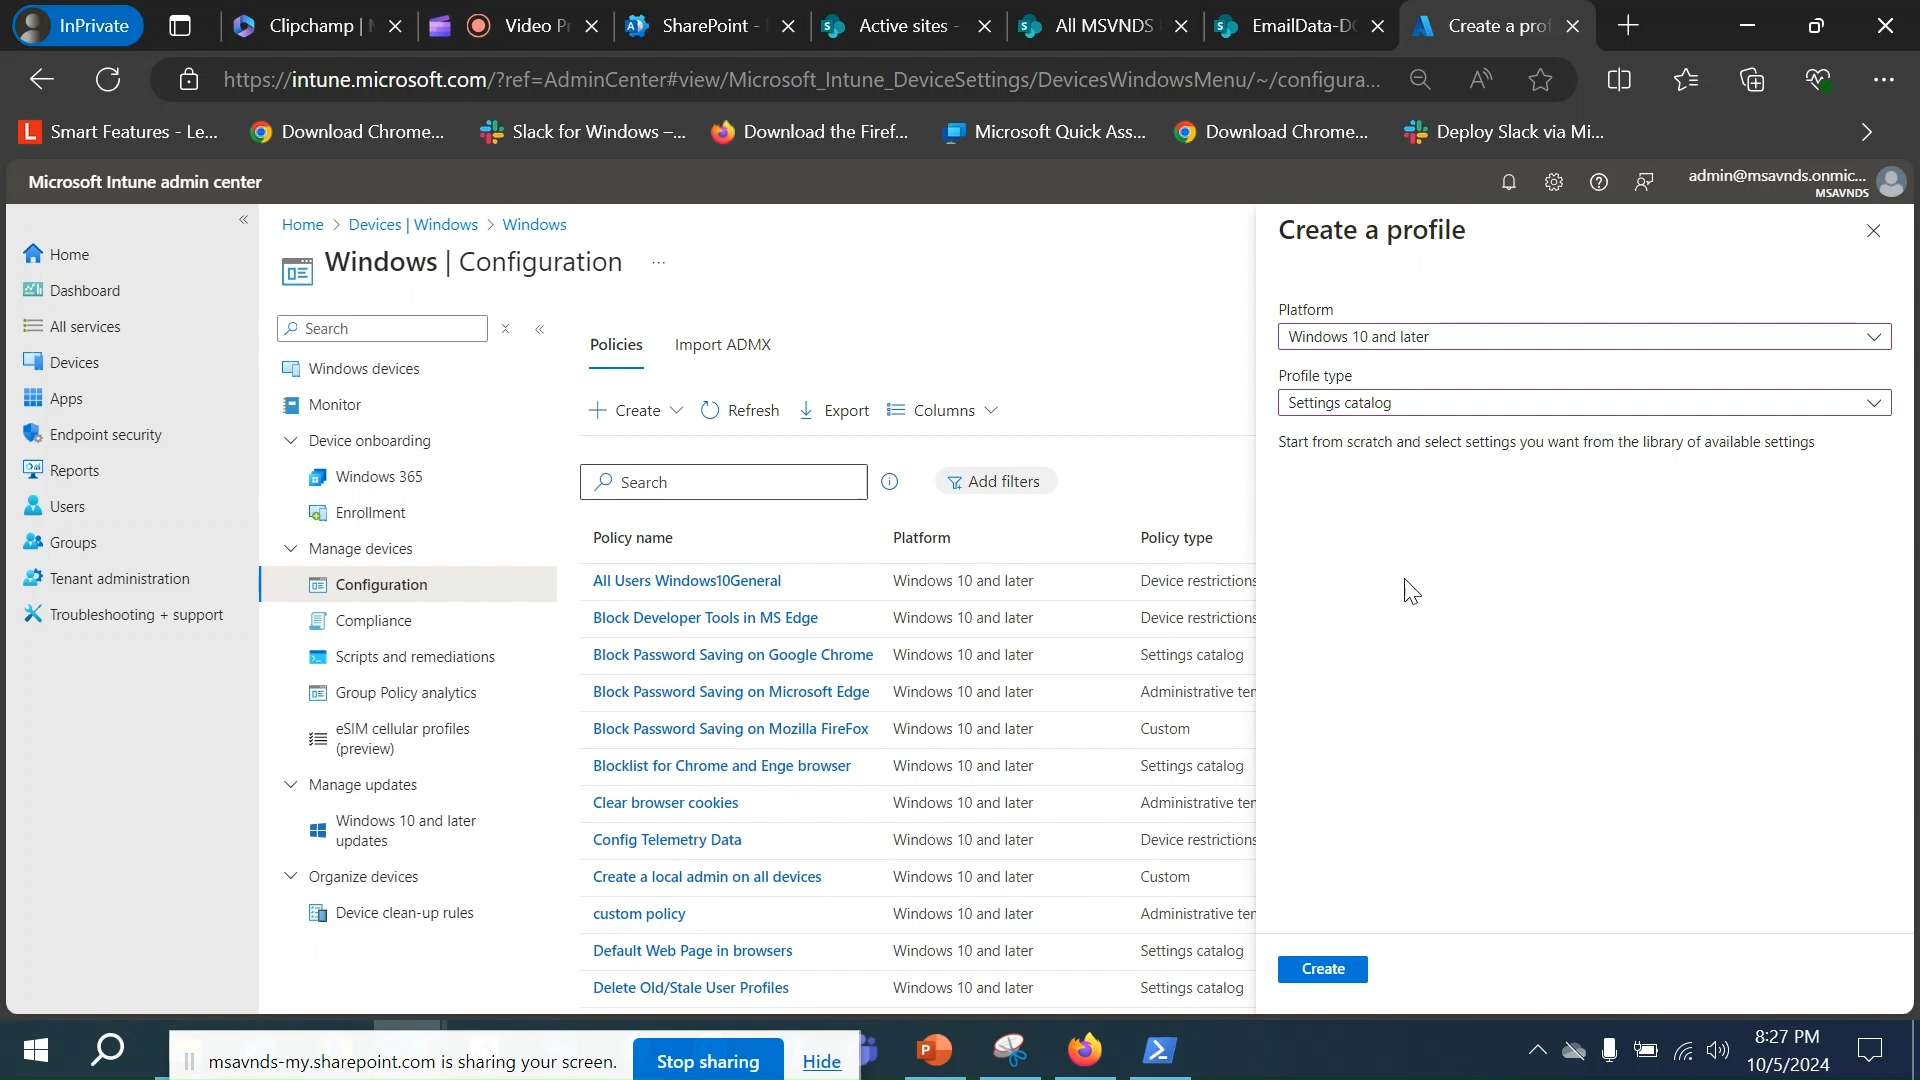 InPrivate
Clipchamp | M
Video Pr
SharePoint -
Active sites -
All MSVNDS
EmailData-DO
Create a prof
https://intune.microsoft.com/?ref=AdminCenter#view/Microsoft_Intune_DeviceSettings/DevicesWindowsMenu/~/configura...
Smart Features - Le...
Download Chrome...
Slack for Windows –...
Download the Firef...
Microsoft Quick Ass...
Download Chrome...
Deploy Slack via Mi...
Microsoft Intune admin center
admin@msavnds.onmic...
MSAVNDS
Home
Dashboard
All services
Devices
Apps
Endpoint security
Reports
Users
Groups
Tenant administration
Troubleshooting + support
Home > Devices | Windows > Windows
Windows | Configuration ...
Search
Windows devices
Monitor
Device onboarding
Windows 365
Enrollment
Manage devices
Configuration
Compliance
Scripts and remediations
Group Policy analytics
eSIM cellular profiles
(preview)
Manage updates
Windows 10 and later
updates
Organize devices
Device clean-up rules
Policies Import ADMX
Create Refresh Export Columns
Search Add filters
Policy name Platform Policy type
All Users Windows10General Windows 10 and later Device restrictions
Block Developer Tools in MS Edge Windows 10 and later Device restrictions
Block Password Saving on Google Chrome Windows 10 and later Settings catalog
Block Password Saving on Microsoft Edge Windows 10 and later Administrative ten
Block Password Saving on Mozilla FireFox Windows 10 and later Custom
Blocklist for Chrome and Enge browser Windows 10 and later Settings catalog
Clear browser cookies Windows 10 and later Administrative ten
Config Telemetry Data Windows 10 and later Device restrictions
Create a local admin on all devices Windows 10 and later Custom
custom policy Windows 10 and later Administrative ten
Default Web Page in browsers Windows 10 and later Settings catalog
Delete Old/Stale User Profiles Windows 10 and later Settings catalog
Create a profile
Platform
Windows 10 and later
Profile type
Settings catalog
Start from scratch and select settings you want from the library of available settings
Create
msavnds-my.sharepoint.com is sharing your screen.
Stop sharing
Hide
8:27 PM
10/5/2024